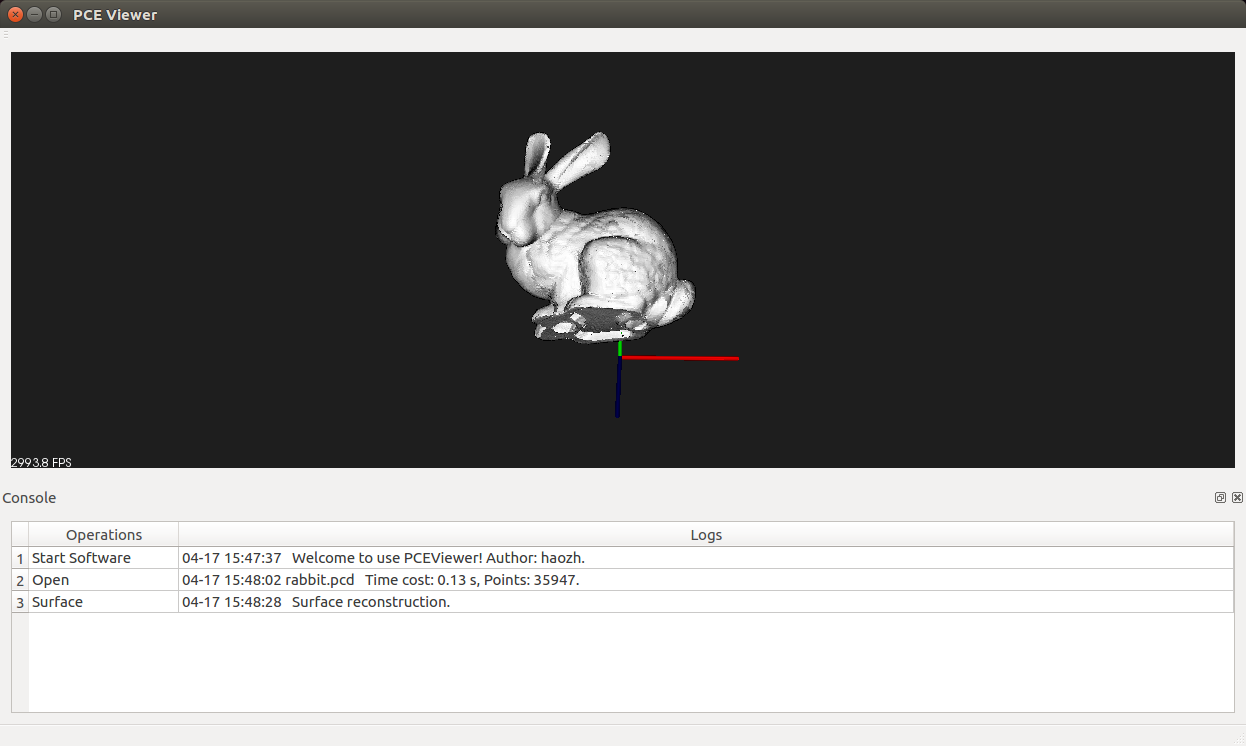 PCE Viewer
2993.8 FPS
Console
Operations Logs
1 Start Software 04-17 15:47:37 Welcome to use PCEViewer! Author: haozh.
2 Open 04-17 15:48:02 rabbit.pcd Time cost: 0.13 s, Points: 35947.
3 Surface 04-17 15:48:28 Surface reconstruction.